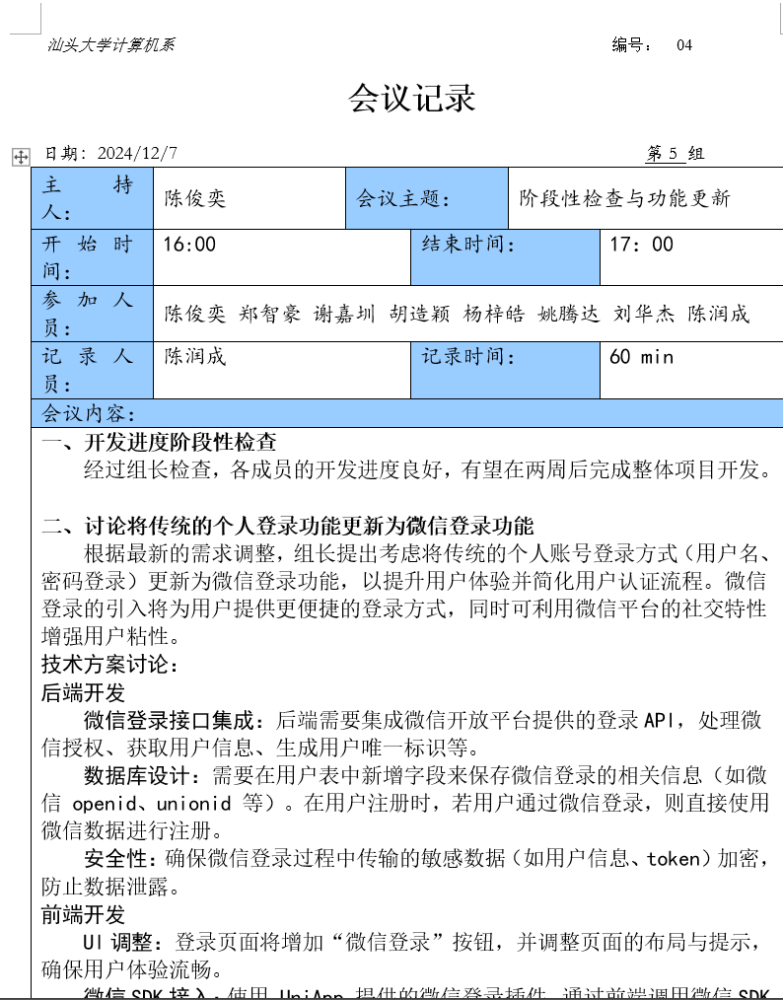 汕头大学计算机系 编号： 04
会议记录
日期：2024/12/7 第 5 组
主 持
人： 陈俊奕 会议主题： 阶段性检查与功能更新
开 始 时
间： 16:00 结束时间： 17：00
参 加 人
员： 陈俊奕 郑智豪 谢嘉圳 胡造颖 杨梓皓 姚腾达 刘华杰 陈润成
记 录 人
员： 陈润成 记录时间： 60 min
会议内容：
一、开发进度阶段性检查
经过组长检查，各成员的开发进度良好，有望在两周后完成整体项目开发。
二、讨论将传统的个人登录功能更新为微信登录功能
根据最新的需求调整，组长提出考虑将传统的个人账号登录方式（用户名、
密码登录）更新为微信登录功能，以提升用户体验并简化用户认证流程。微信
登录的引入将为用户提供更便捷的登录方式，同时可利用微信平台的社交特性
增强用户粘性。
技术方案讨论：
后端开发
微信登录接口集成：后端需要集成微信开放平台提供的登录 API，处理微
信授权、获取用户信息、生成用户唯一标识等。
数据库设计：需要在用户表中新增字段来保存微信登录的相关信息（如微
信 openid、unionid 等）。在用户注册时，若用户通过微信登录，则直接使用
微信数据进行注册。
安全性：确保微信登录过程中传输的敏感数据（如用户信息、token）加密，
防止数据泄露。
前端开发
UI 调整：登录页面将增加“微信登录”按钮，并调整页面的布局与提示，
确保用户体验流畅。
微信 SDK 接入：使用 UniApp 提供的微信登录插件，通过前端调用微信 SDK